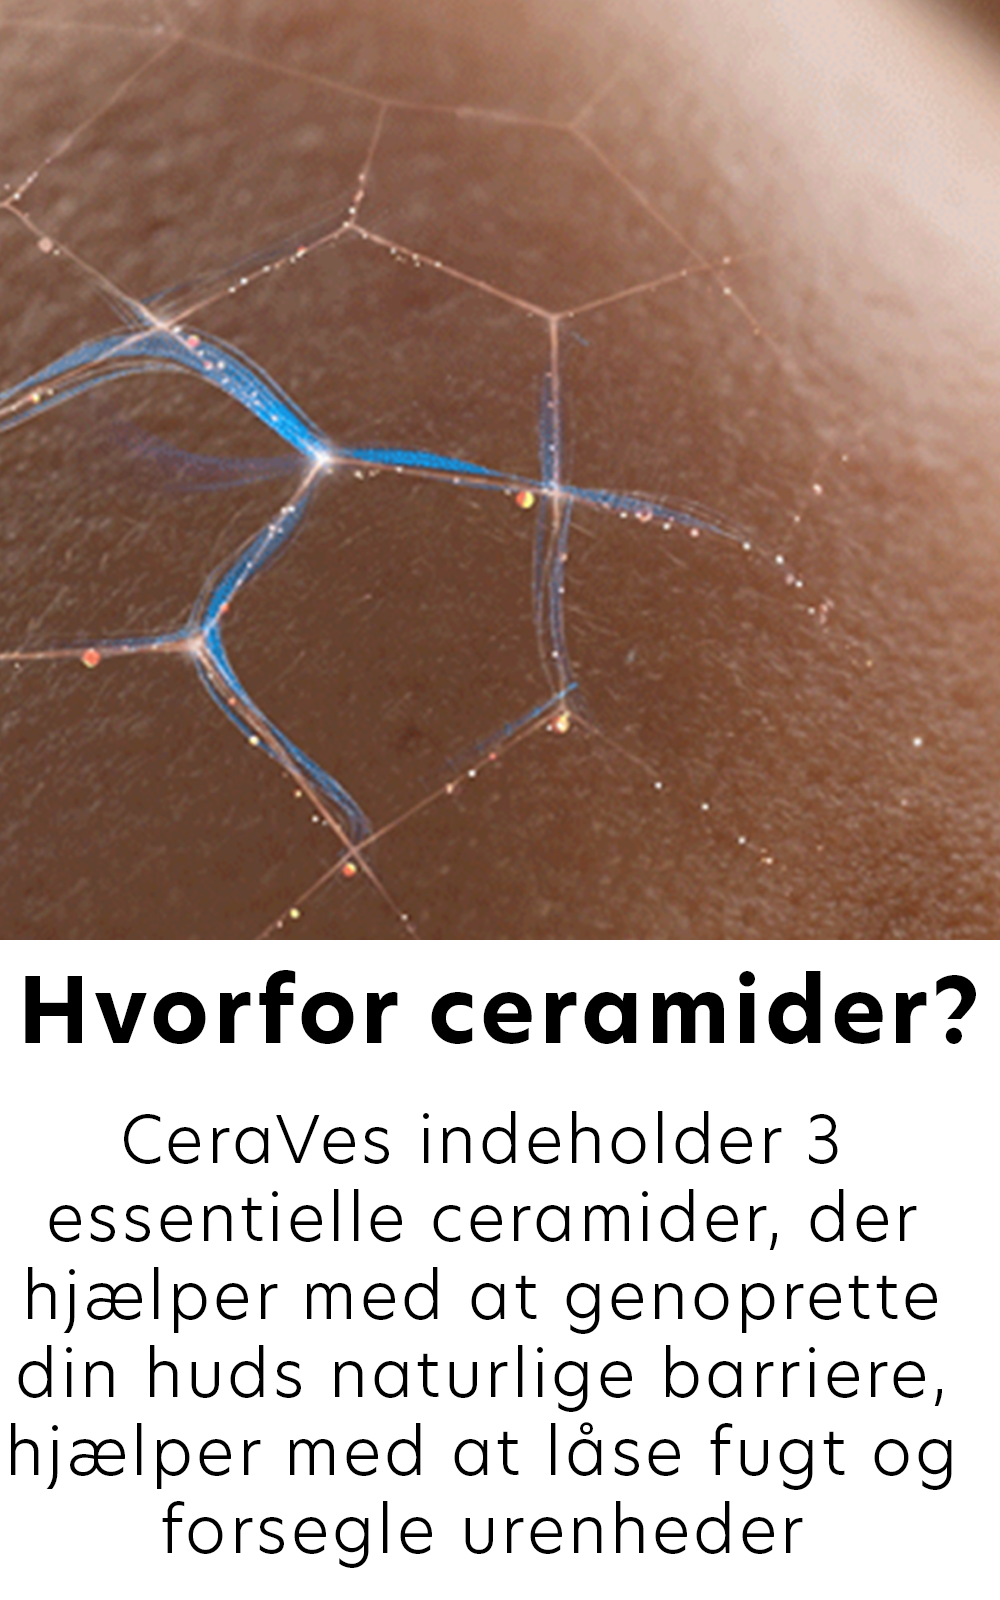 Hvorfor ceramider?
CeraVes indeholder 3
essentielle ceramider, der
hjælper med at genoprette
din huds naturlige barriere,
hjælper med at låse fugt og
forsegle urenheder